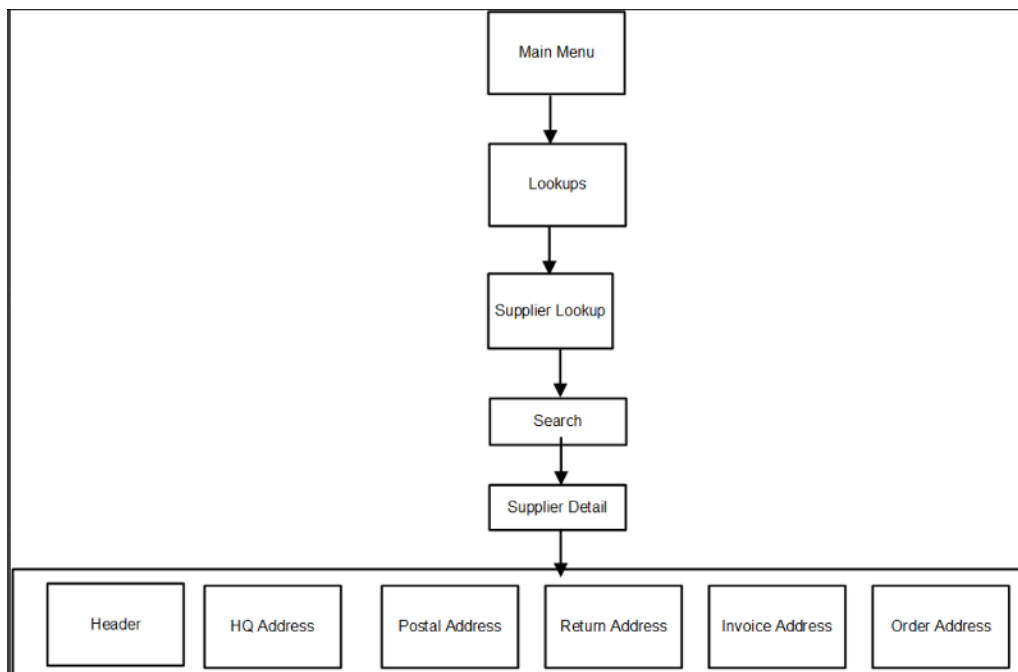 Main Menu
Lookups
Supplier Lookup
Search
Supplier Detail
Header
HQ Address
Postal Address
Return Address
Invoice Address
Order Address